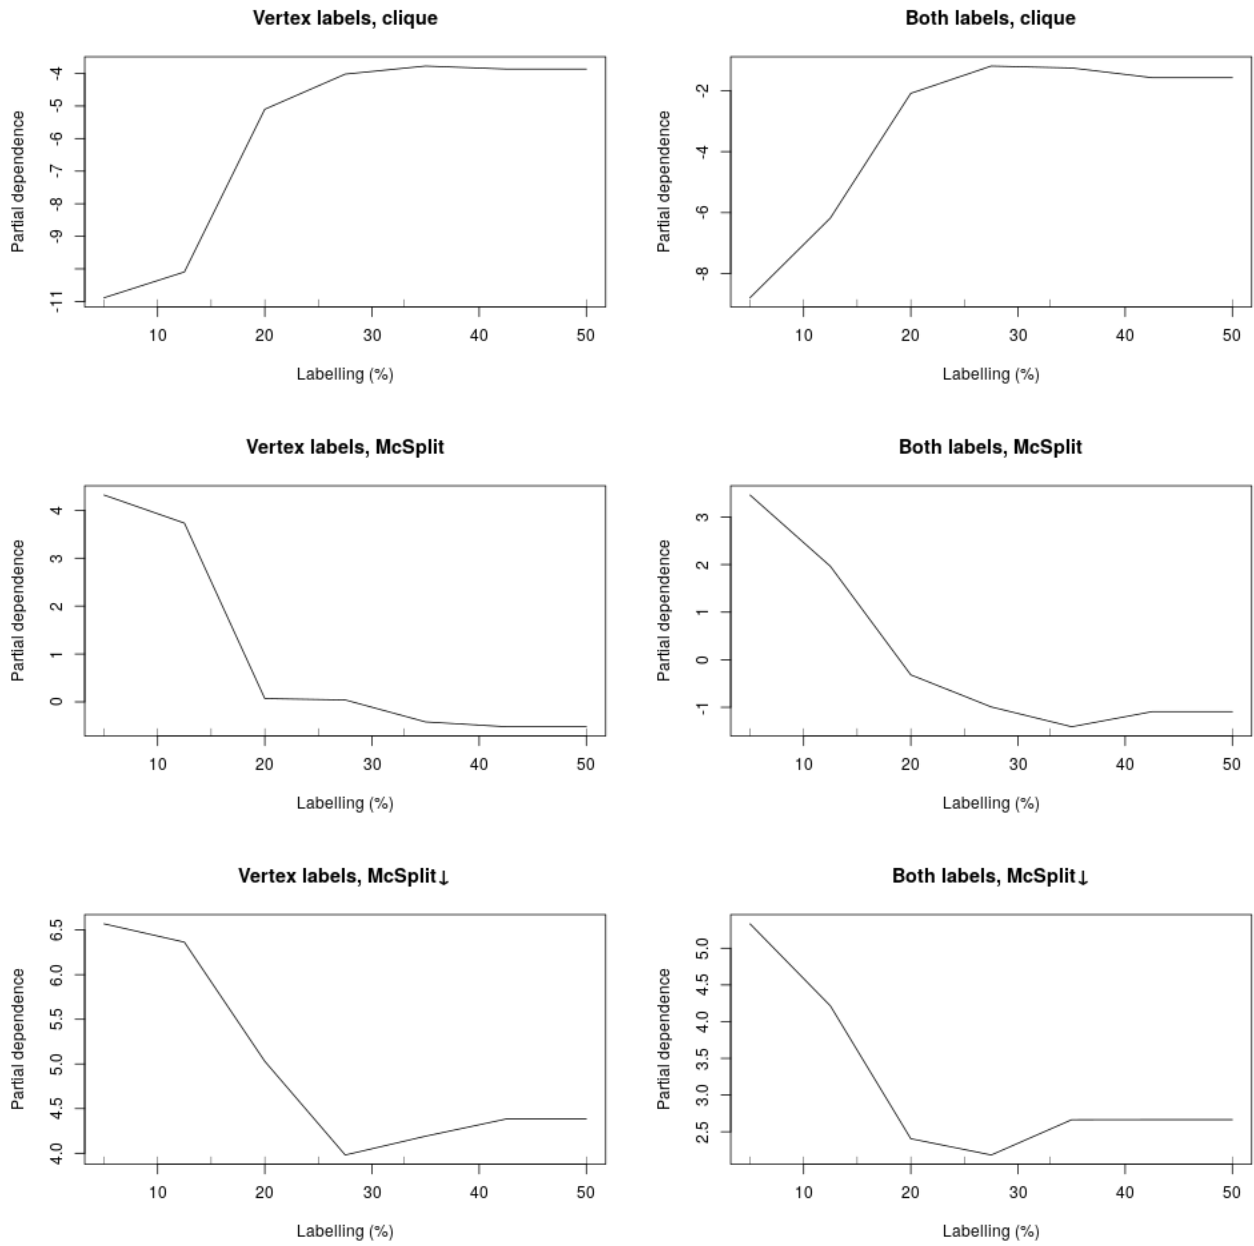 Vertex labels, clique
Partial dependence
-4
-5
-6
-7
-8
-9
-11
10 20 30 40 50
Labelling (%)
Both labels, clique
Partial dependence
-2
-4
-6
-8
10 20 30 40 50
Labelling (%)
Vertex labels, McSplit
Partial dependence
4
3
2
1
0
10 20 30 40 50
Labelling (%)
Both labels, McSplit
Partial dependence
3
2
1
0
-1
10 20 30 40 50
Labelling (%)
Vertex labels, McSplit↓
Partial dependence
6.5
6.0
5.5
5.0
4.5
4.0
10 20 30 40 50
Labelling (%)
Both labels, McSplit↓
Partial dependence
5.0
4.5
4.0
3.5
3.0
2.5
10 20 30 40 50
Labelling (%)